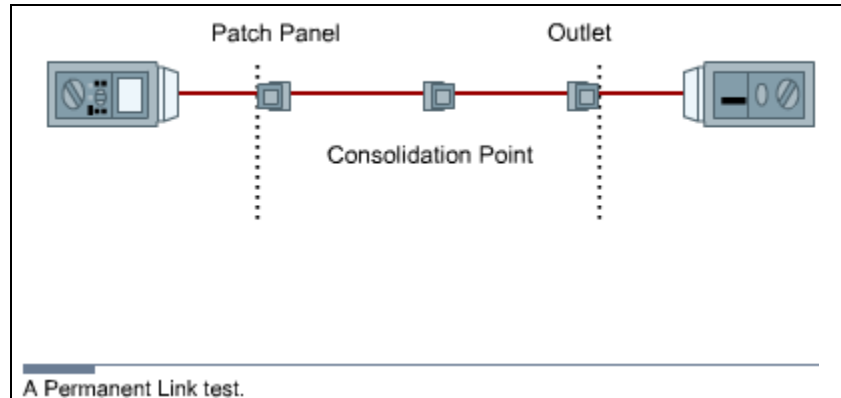 Patch Panel
Outlet
Consolidation Point
A Permanent Link test.